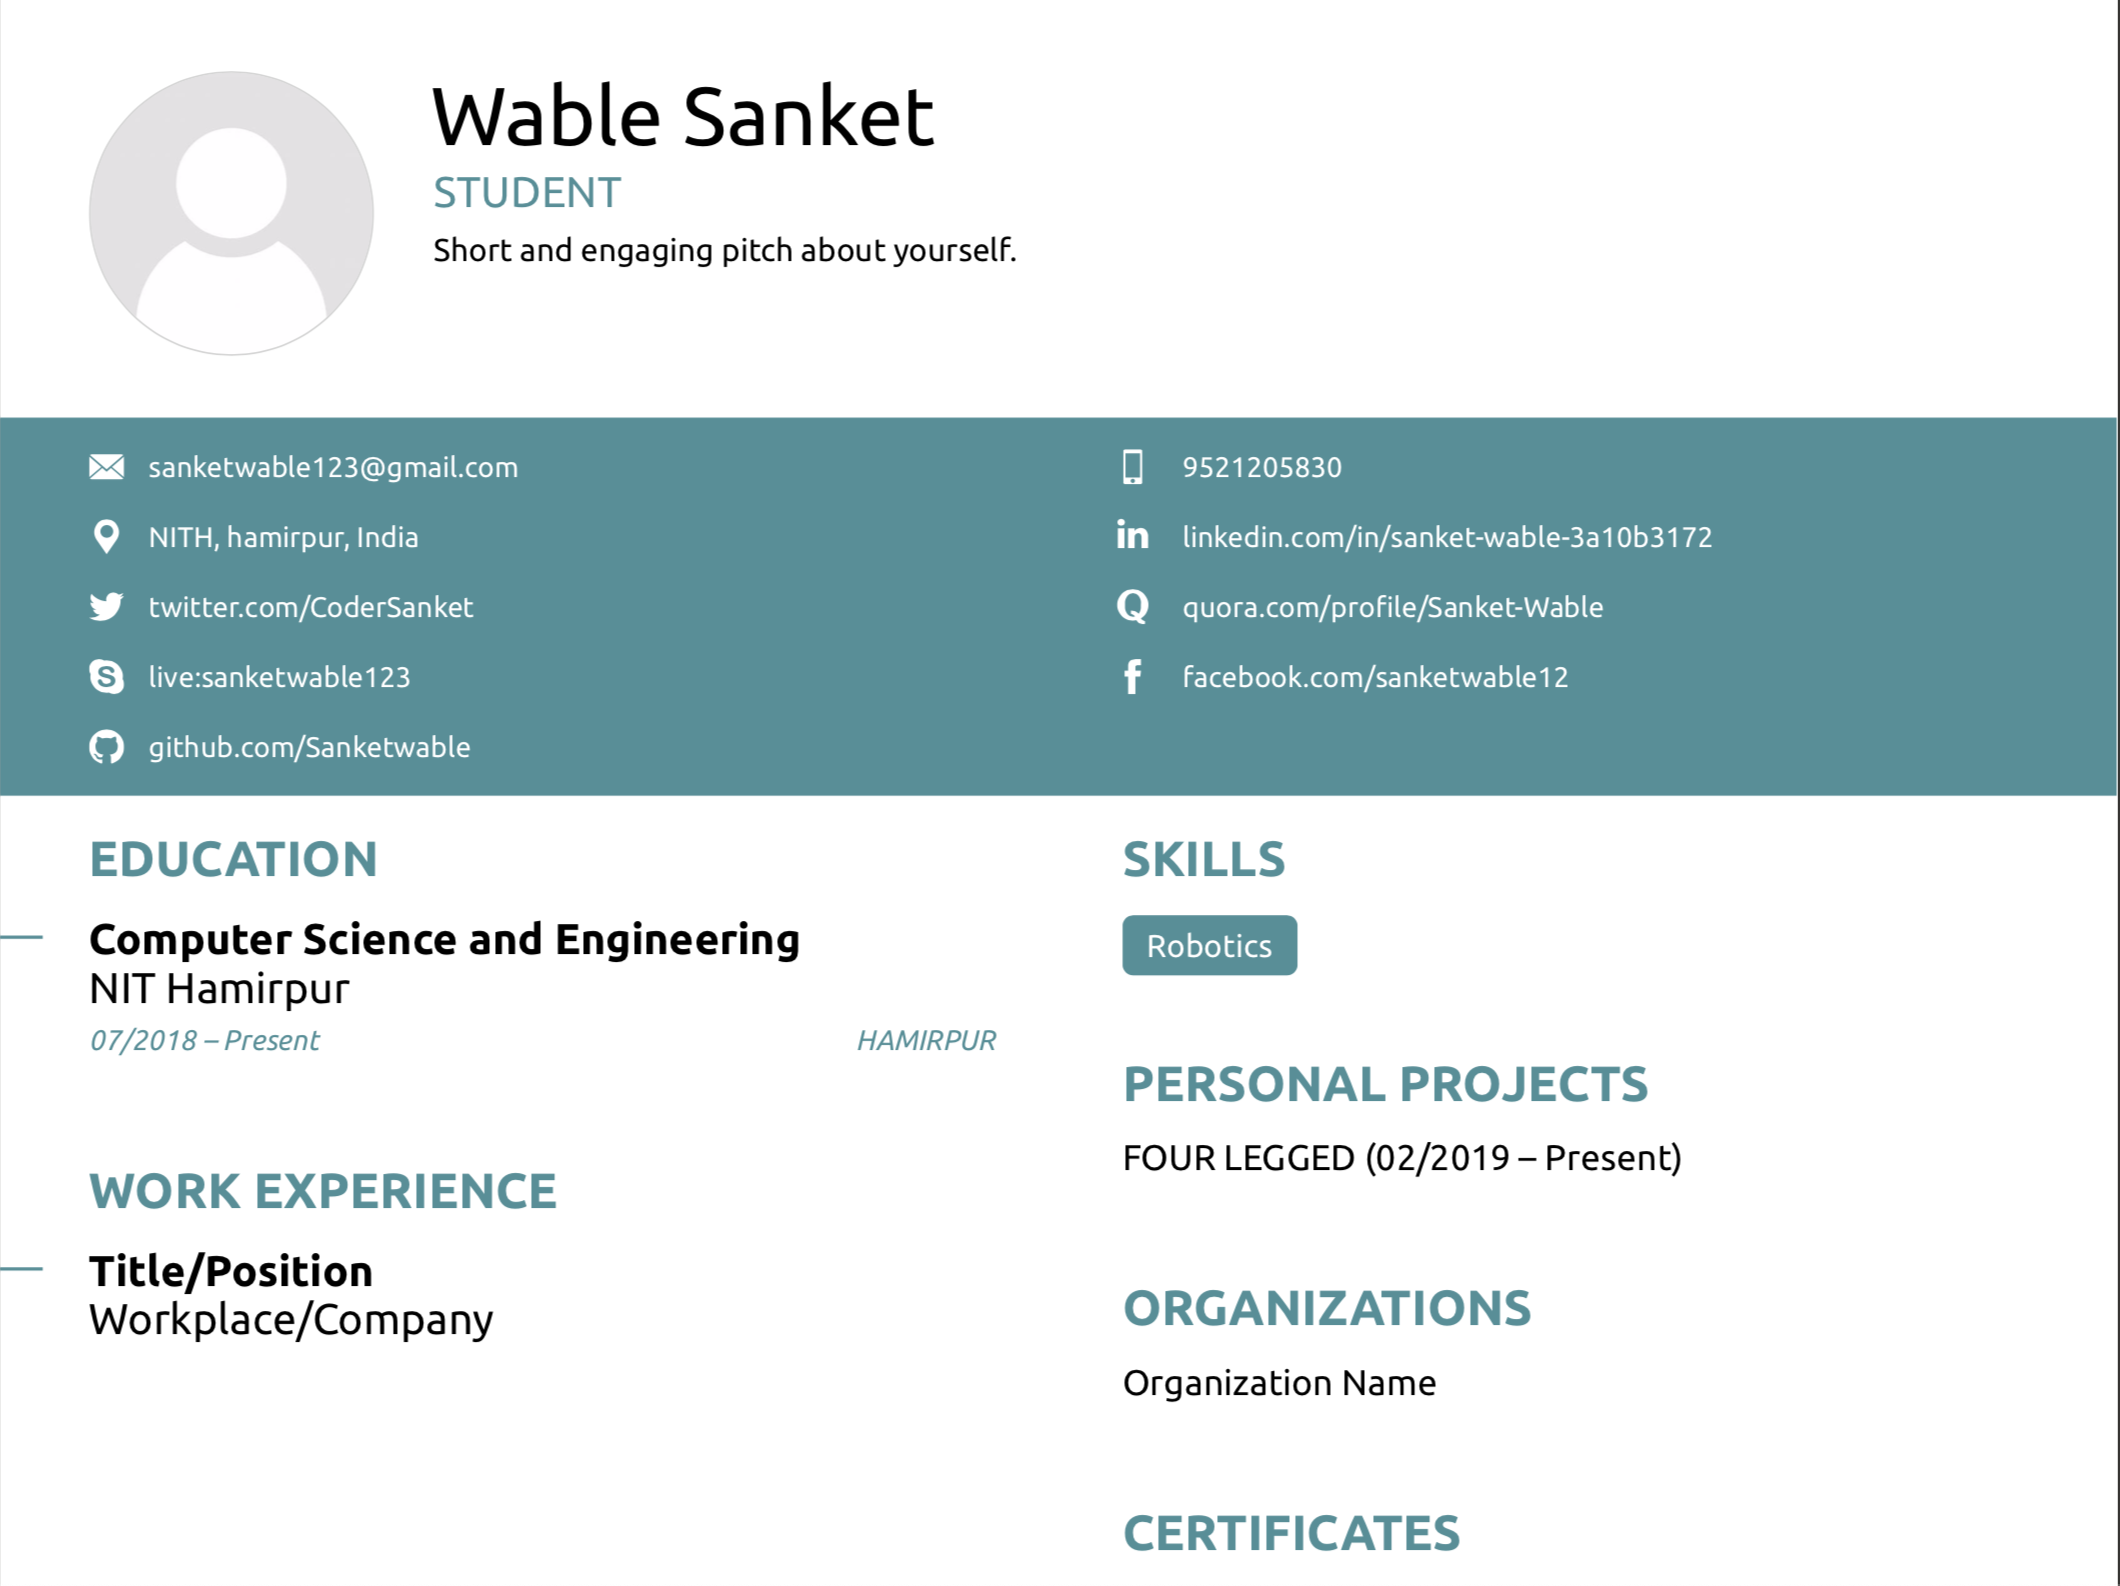 Wable Sanket
STUDENT
Short and engaging pitch about yourself.
sanketwable123@gmail.com
9521205830
NITH, hamirpur, India
linkedin.com/in/sanket-wable-3a10b3172
twitter.com/CoderSanket
quora.com/profile/Sanket-Wable
live:sanketwable123
facebook.com/sanketwable12
github.com/Sanketwable
EDUCATION
Computer Science and Engineering
NIT Hamirpur
07/2018 – Present HAMIRPUR
WORK EXPERIENCE
Title/Position
Workplace/Company
SKILLS
Robotics
PERSONAL PROJECTS
FOUR LEGGED (02/2019 – Present)
ORGANIZATIONS
Organization Name
CERTIFICATES